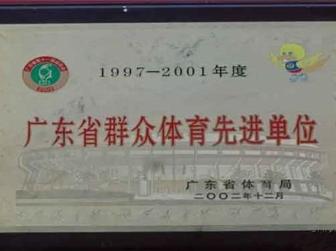 1997—2001年度
广东省群众体育先进单位
广东省体育局
二〇〇二年十二月